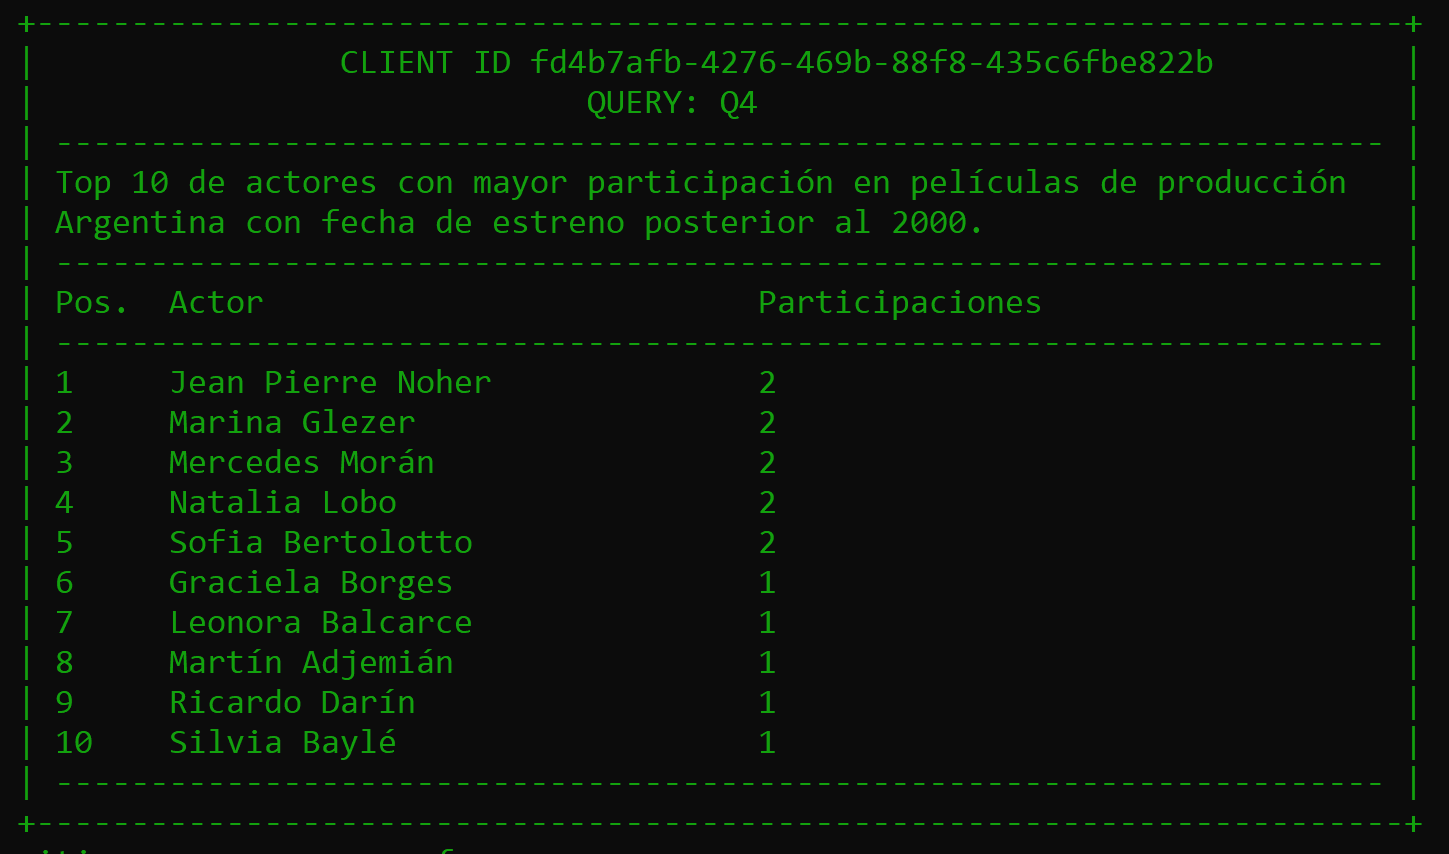 CLIENT ID fd4b7afb-4276-469b-88f8-435c6fbe822b
QUERY: Q4
Top 10 de actores con mayor participación en películas de producción
Argentina con fecha de estreno posterior al 2000.
Pos. Actor Participaciones
1 Jean Pierre Noher 2
2 Marina Glezer 2
3 Mercedes Morán 2
4 Natalia Lobo 2
5 Sofia Bertolotto 2
6 Graciela Borges 1
7 Leonora Balcarce 1
8 Martín Adjemián 1
9 Ricardo Darín 1
10 Silvia Baylé 1